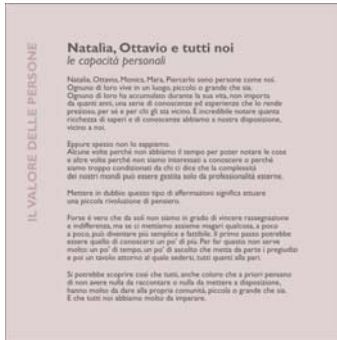 IL VALORE DELLE PERSONE
Natalia, Ottavio e tutti noi
le capacità personali
Natalia, Ottavio, Monica, Mara, Piercarlo sono persone come noi.
Ognuno di loro vive in un luogo, piccolo o grande che sia.
Ognuno di loro ha accumulato durante la sua vita, non importa
da quanti anni, una serie di conoscenze ed esperienze che lo rende
prezioso, per sé e per chi gli sta vicino. È incredibile notare quanta
ricchezza di saperi e di conoscenze abbiamo a nostra disposizione,
vicino a noi.
Eppure spesso non lo sappiamo.
Alcune volte perché non abbiamo il tempo per poter notare le cose
e altre volte perché non siamo interessati a conoscere o perché
siamo troppo condizionati da chi ci dice che la complessità
dei nostri mondi può essere gestita solo da professionalità esterne.
Mettere in dubbio questo tipo di affermazioni significa attuare
una piccola rivoluzione di pensiero.
Forse è vero che da soli non siamo in grado di vincere rassegnazione
e indifferenza, ma se ci mettiamo assieme magari qualcosa, a poco
a poco, può diventare più semplice e fattibile. Il primo passo potrebbe
essere quello di conoscersi un po' di più. Per far questo non serve
molto: un po' di tempo, un po' di ascolto che metta da parte i pregiudizi
e poi un tavolo attorno al quale sedersi, tutti quanti alla pari.
Si potrebbe scoprire così che tutti, anche coloro che a priori pensano
di non avere nulla da raccontare o nulla da mettere a disposizione,
hanno molto da dare alla propria comunità, piccola o grande che sia.
E che tutti noi abbiamo molto da imparare.